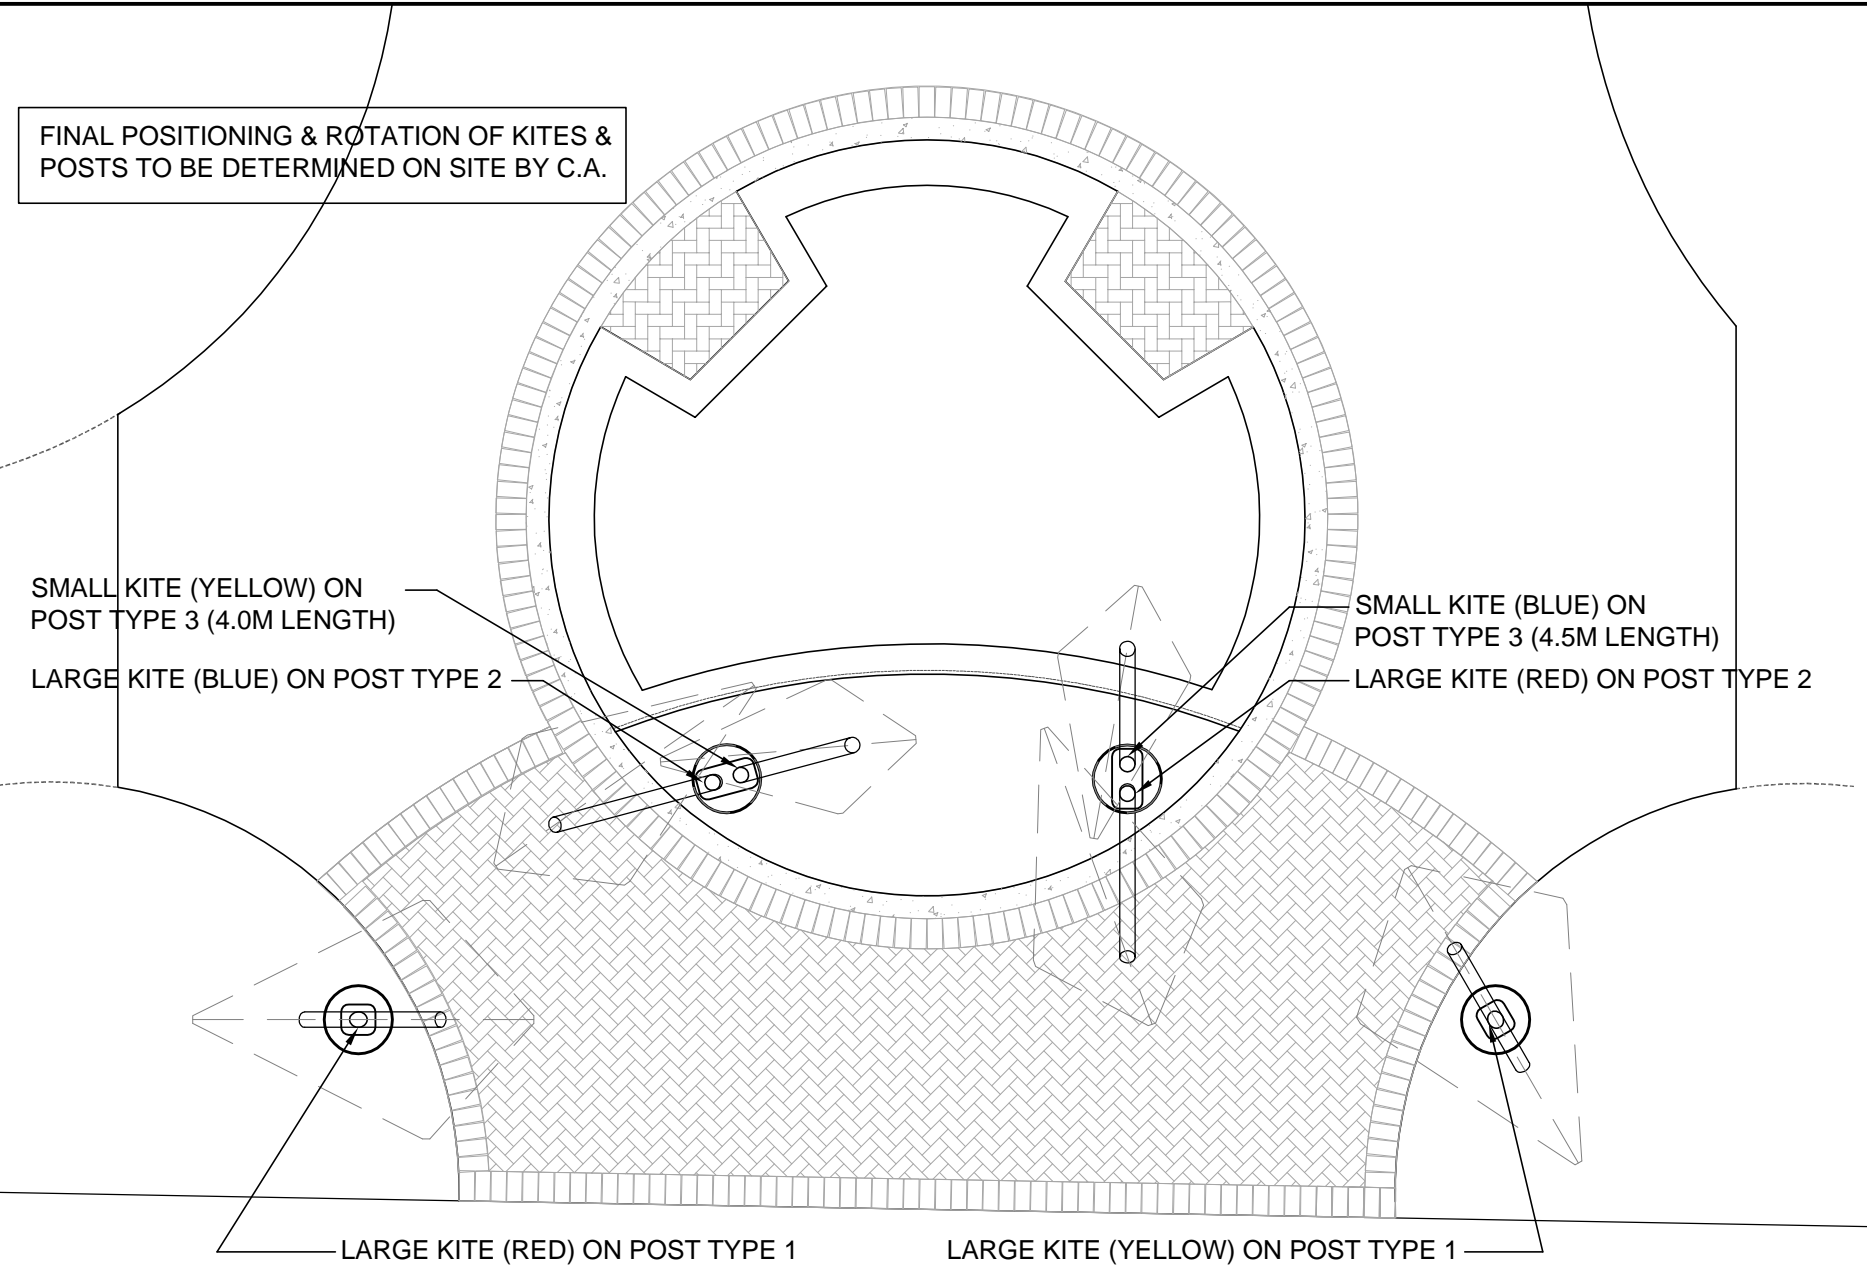 FINAL POSITIONING & ROTATION OF KITES &
POSTS TO BE DETERMINED ON SITE BY C.A.
SMALL KITE (YELLOW) ON
POST TYPE 3 (4.0M LENGTH)
LARGE KITE (BLUE) ON POST TYPE 2
SMALL KITE (BLUE) ON
POST TYPE 3 (4.5M LENGTH)
LARGE KITE (RED) ON POST TYPE 2
LARGE KITE (RED) ON POST TYPE 1
LARGE KITE (YELLOW) ON POST TYPE 1